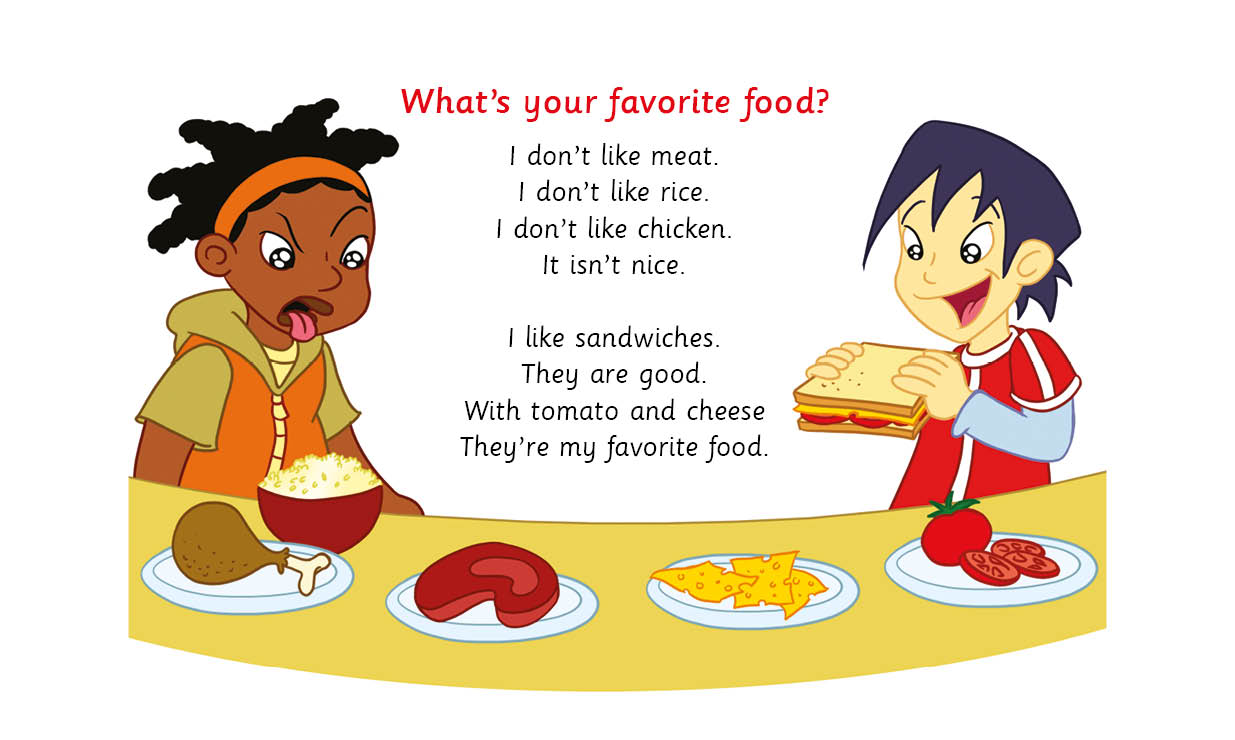 What's your favorite food?
I don't like meat.
I don't like rice.
I don't like chicken.
It isn't nice.
I like sandwiches.
They are good.
With tomato and cheese
They're my favorite food.